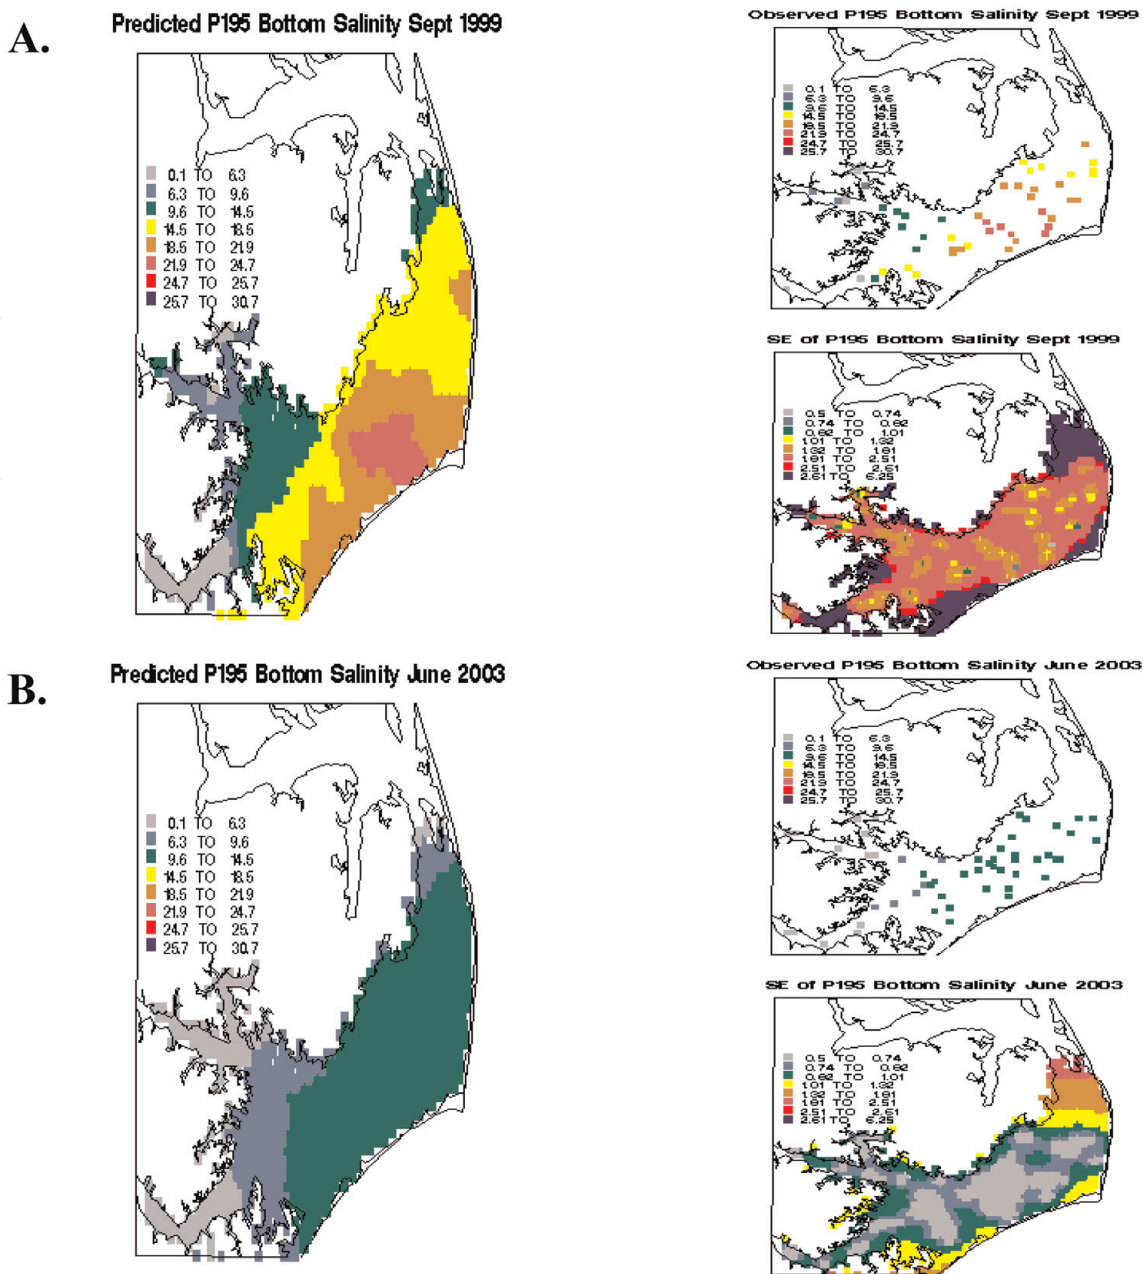 A.
Predicted P195 Bottom Salinity Sept 1999
0.1 TO 6.3
6.3 TO 9.6
9.6 TO 14.5
14.5 TO 18.5
18.5 TO 21.9
21.9 TO 24.7
24.7 TO 25.7
25.7 TO 30.7
Observed P195 Bottom Salinity Sept 1999
0.1 TO 6.3
6.3 TO 9.6
9.6 TO 14.5
14.5 TO 18.5
18.5 TO 21.9
21.9 TO 24.7
24.7 TO 25.7
25.7 TO 30.7
SE of P195 Bottom Salinity Sept 1999
0.5 TO 0.74
0.74 TO 0.82
0.82 TO 1.01
1.01 TO 1.32
1.32 TO 1.81
1.81 TO 2.51
2.51 TO 2.61
2.61 TO 6.25
B.
Predicted P195 Bottom Salinity June 2003
0.1 TO 6.3
6.3 TO 9.6
9.6 TO 14.5
14.5 TO 18.5
18.5 TO 21.9
21.9 TO 24.7
24.7 TO 25.7
25.7 TO 30.7
Observed P195 Bottom Salinity June 2003
0.1 TO 6.3
6.3 TO 9.6
9.6 TO 14.5
14.5 TO 18.5
18.5 TO 21.9
21.9 TO 24.7
24.7 TO 25.7
25.7 TO 30.7
SE of P195 Bottom Salinity June 2003
0.5 TO 0.74
0.74 TO 0.82
0.82 TO 1.01
1.01 TO 1.32
1.32 TO 1.81
1.81 TO 2.51
2.51 TO 2.61
2.61 TO 6.25